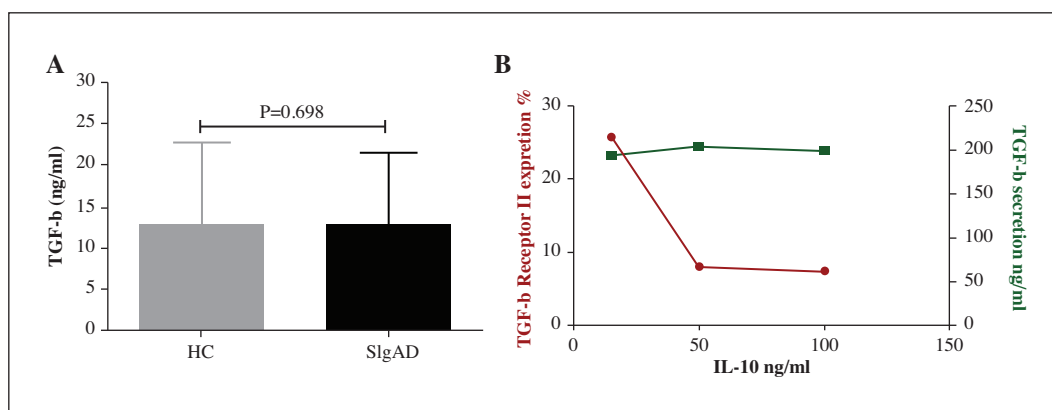 A
TGF-b (ng/ml)
30
25
20
15
10
5
0
P=0.698
HC
SlgAD
B
TGF-b Receptor II expretion %
30
20
10
0
TGF-b secretion ng/ml
250
200
150
100
50
0
0
50
100
150
IL-10 ng/ml